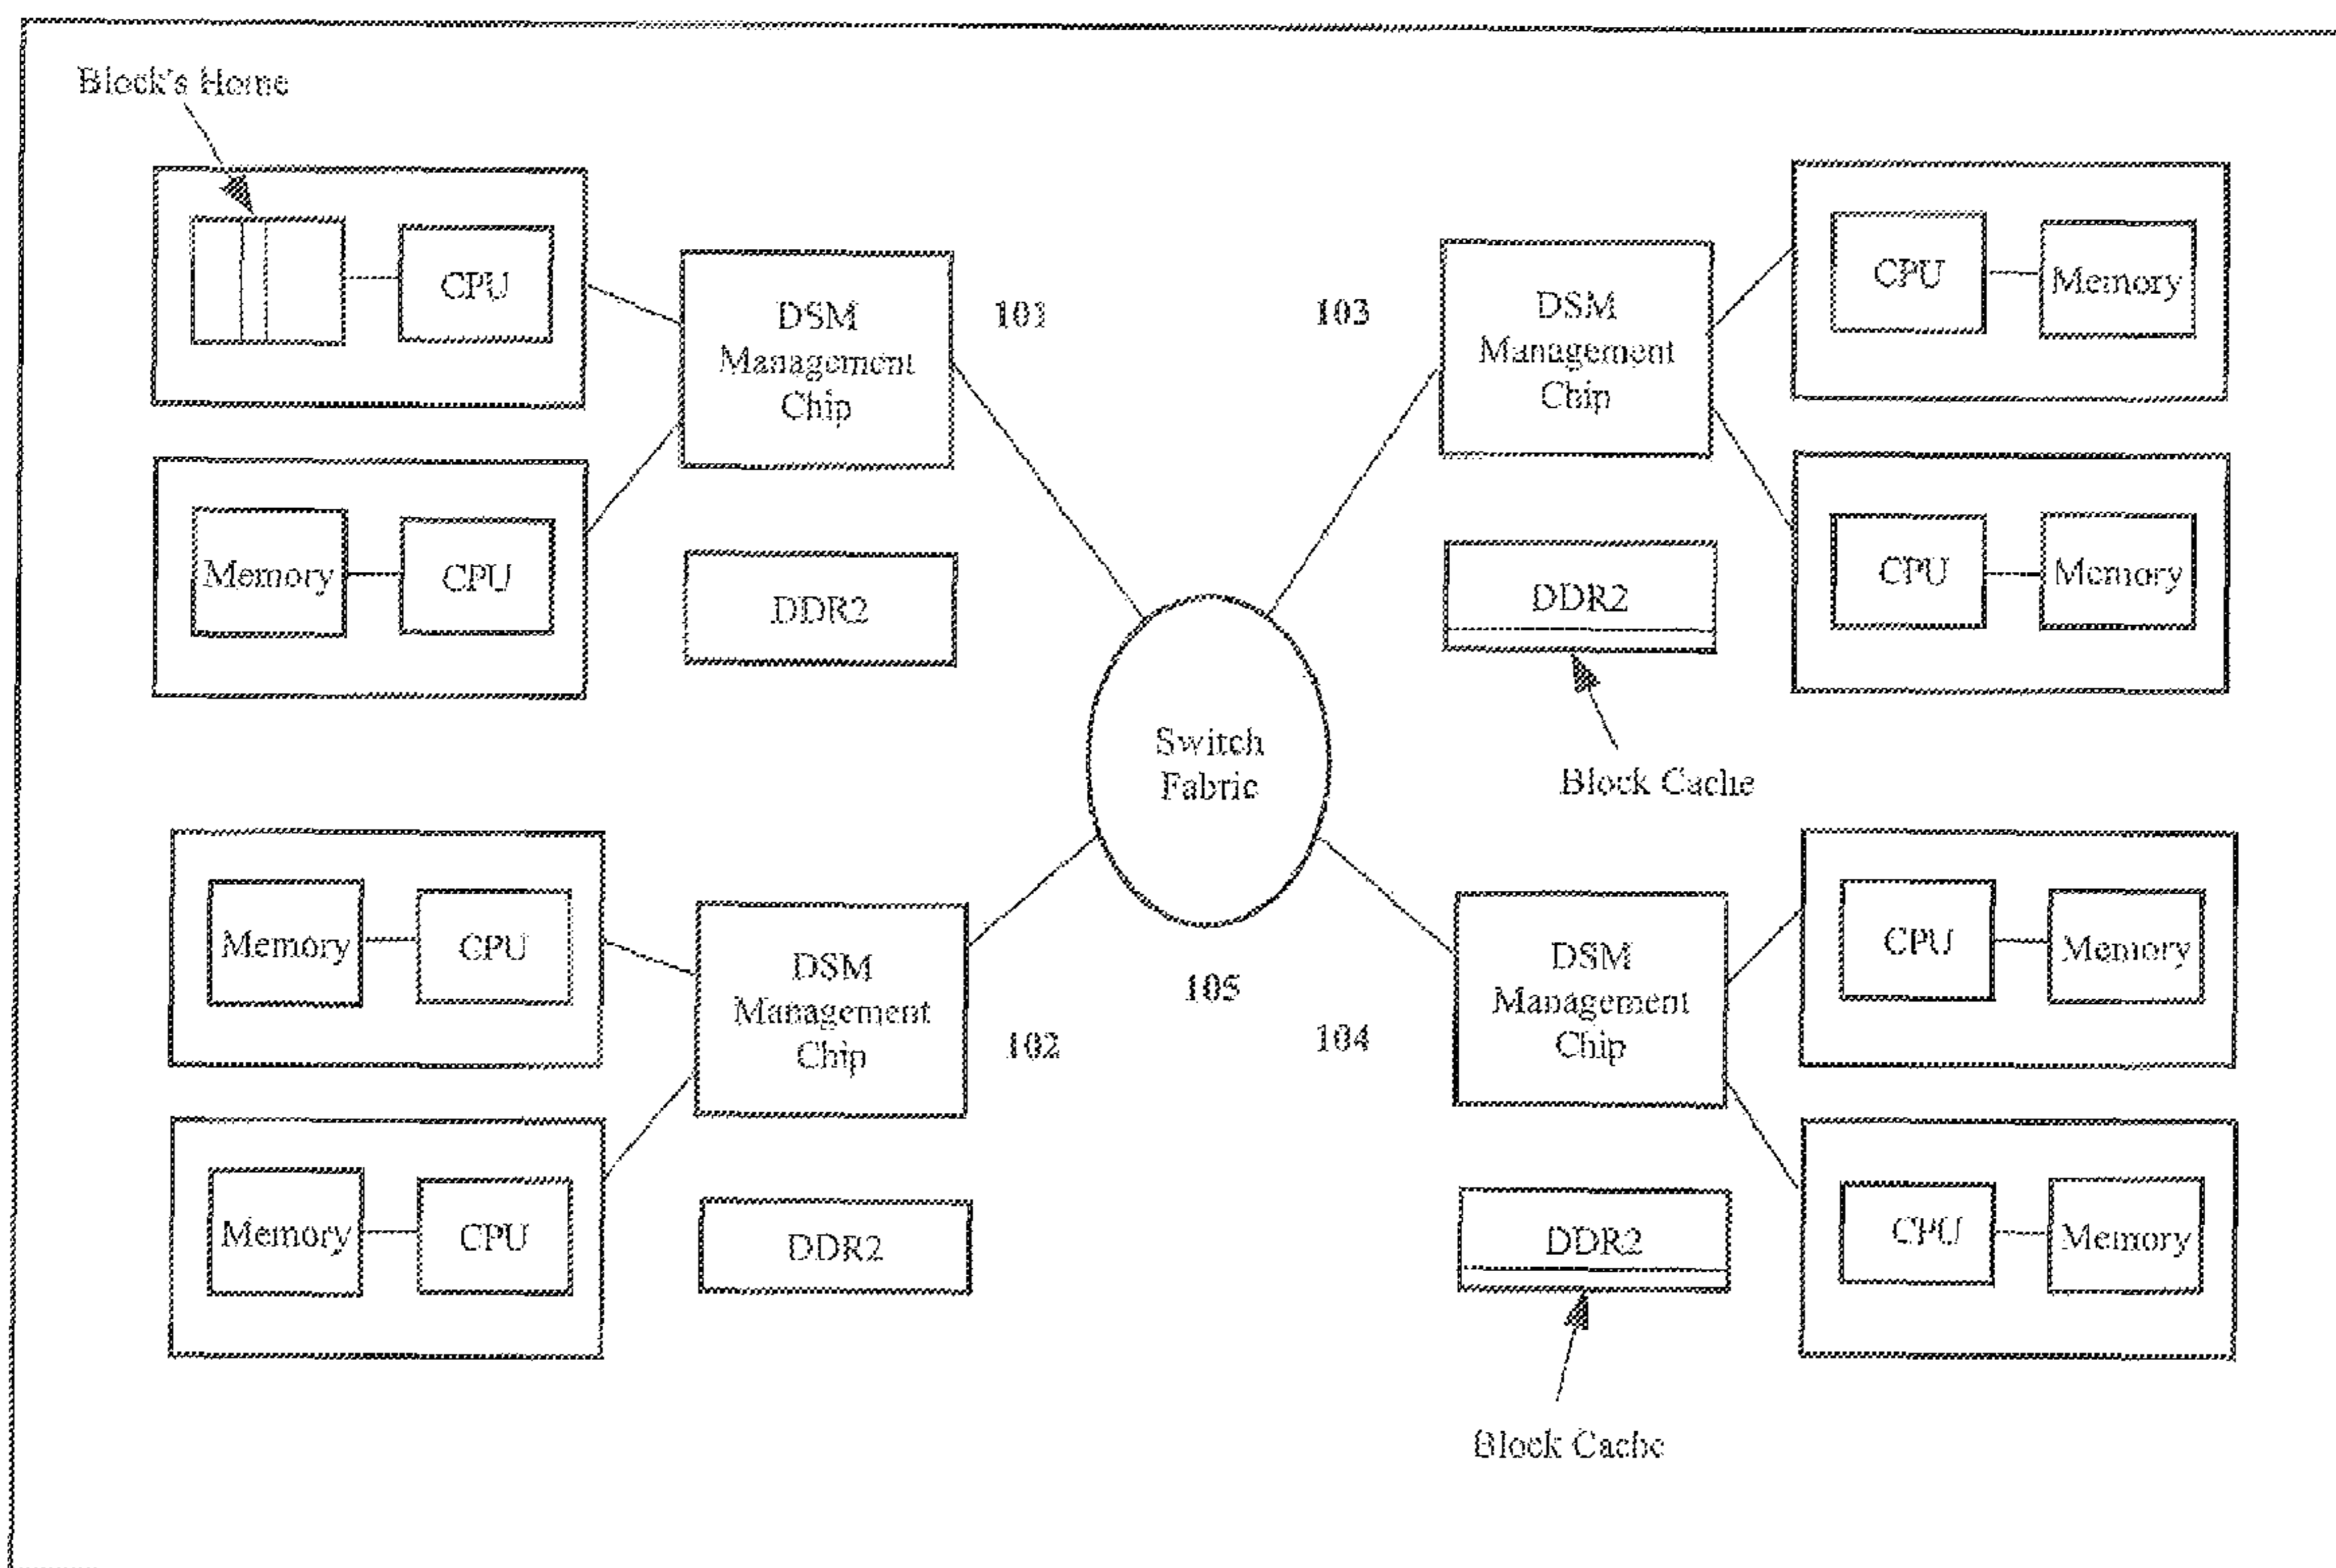 Block's Home
CPU
DSM
Management
Chip
101
Memory
CPU
DDR2
103
DSM
Management
Chip
CPU
Memory
CPU
Memory
DDR2
Block Cache
Switch
Fabric
105
Memory
CPU
DSM
Management
Chip
102
Memory
CPU
DDR2
104
DSM
Management
Chip
CPU
Memory
CPU
Memory
DDR2
Block Cache